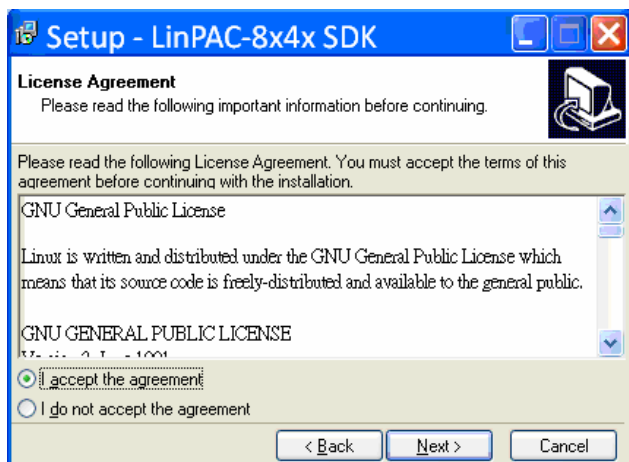 Setup - LinPAC-8x4x SDK
License Agreement
Please read the following important information before continuing.
Please read the following License Agreement. You must accept the terms of this
agreement before continuing with the installation.
GNU General Public License
Linux is written and distributed under the GNU General Public License which
means that its source code is freely-distributed and available to the general public.
GNU GENERAL PUBLIC LICENSE
I accept the agreement
I do not accept the agreement
< Back
Next >
Cancel